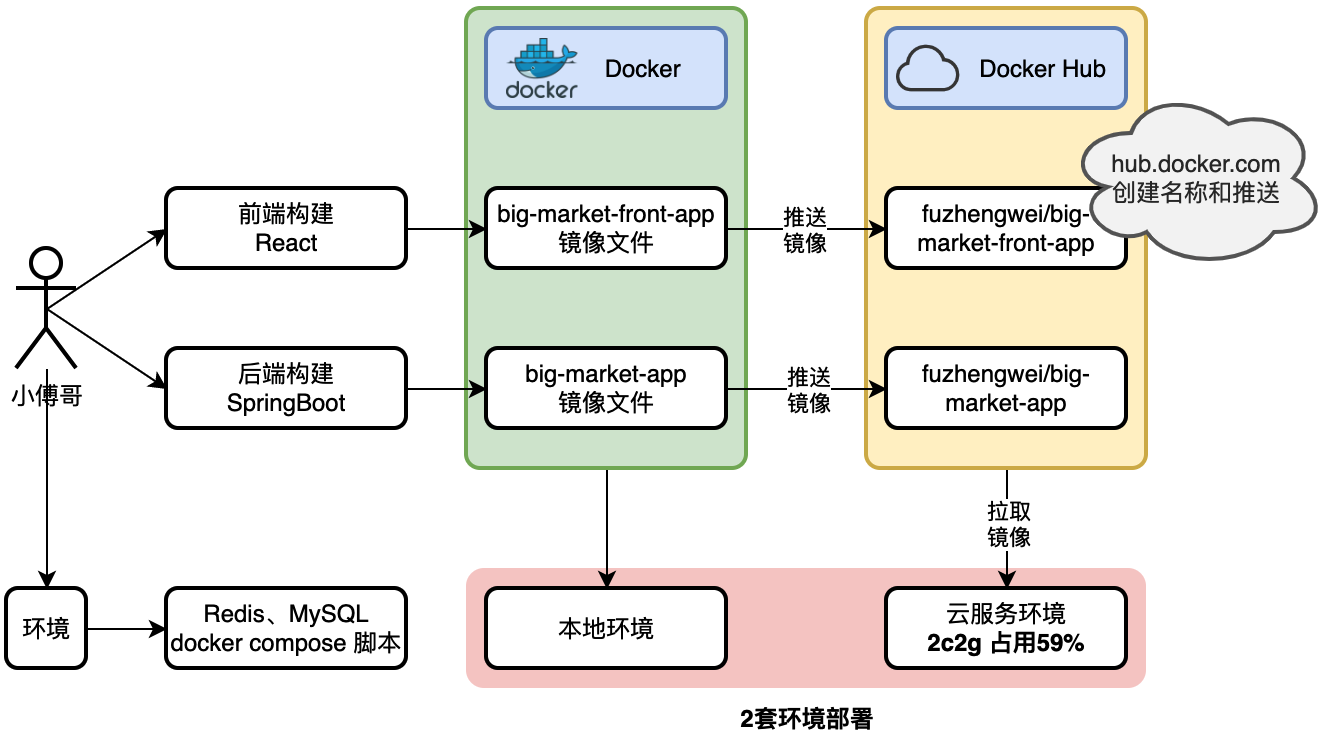 docker
Docker
Docker Hub
hub.docker.com
创建名称和推送
前端构建
React
big-market-front-app
镜像文件
推送
镜像
fuzhengwei/big-
market-front-app
小傅哥
后端构建
SpringBoot
big-market-app
镜像文件
推送
镜像
fuzhengwei/big-
market-app
拉取
镜像
环境
Redis、MySQL
docker compose 脚本
本地环境
云服务环境
2c2g 占用59%
2套环境部署